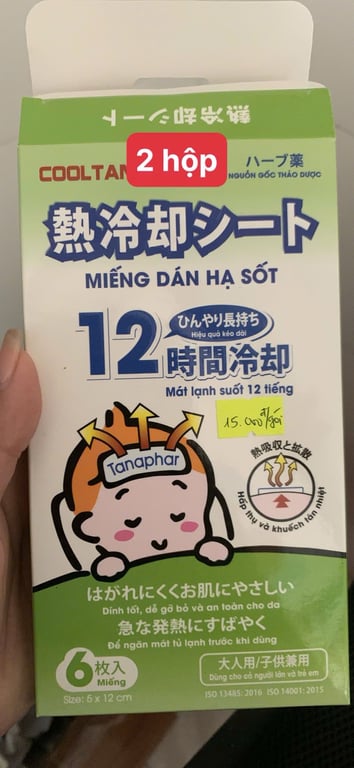 熱冷却シート
COOLTAN
2 hộp
ハーブ薬
NGUỒN GỐC THẢO DƯỢC
熱冷却シート
MIẾNG DÁN HẠ SỐT
ひんやり長持ち
Hiệu quả kéo dài
12時間冷却
Mát lạnh suốt 12 tiếng
15.000đ/gói
Tanaphar
熱吸収と拡散
Hấp thụ và khuếch tán nhiệt
はがれにくくお肌にやさしい
Dính tốt, dễ gỡ bỏ và an toàn cho da
急な発熱にすばやく
Để ngăn mát tủ lạnh trước khi dùng
6枚入
Miếng
Size: 5 x 12 cm
大人用/子供兼用
Dùng cho cả người lớn và trẻ em
ISO 13485: 2016 ISO 14001: 2015